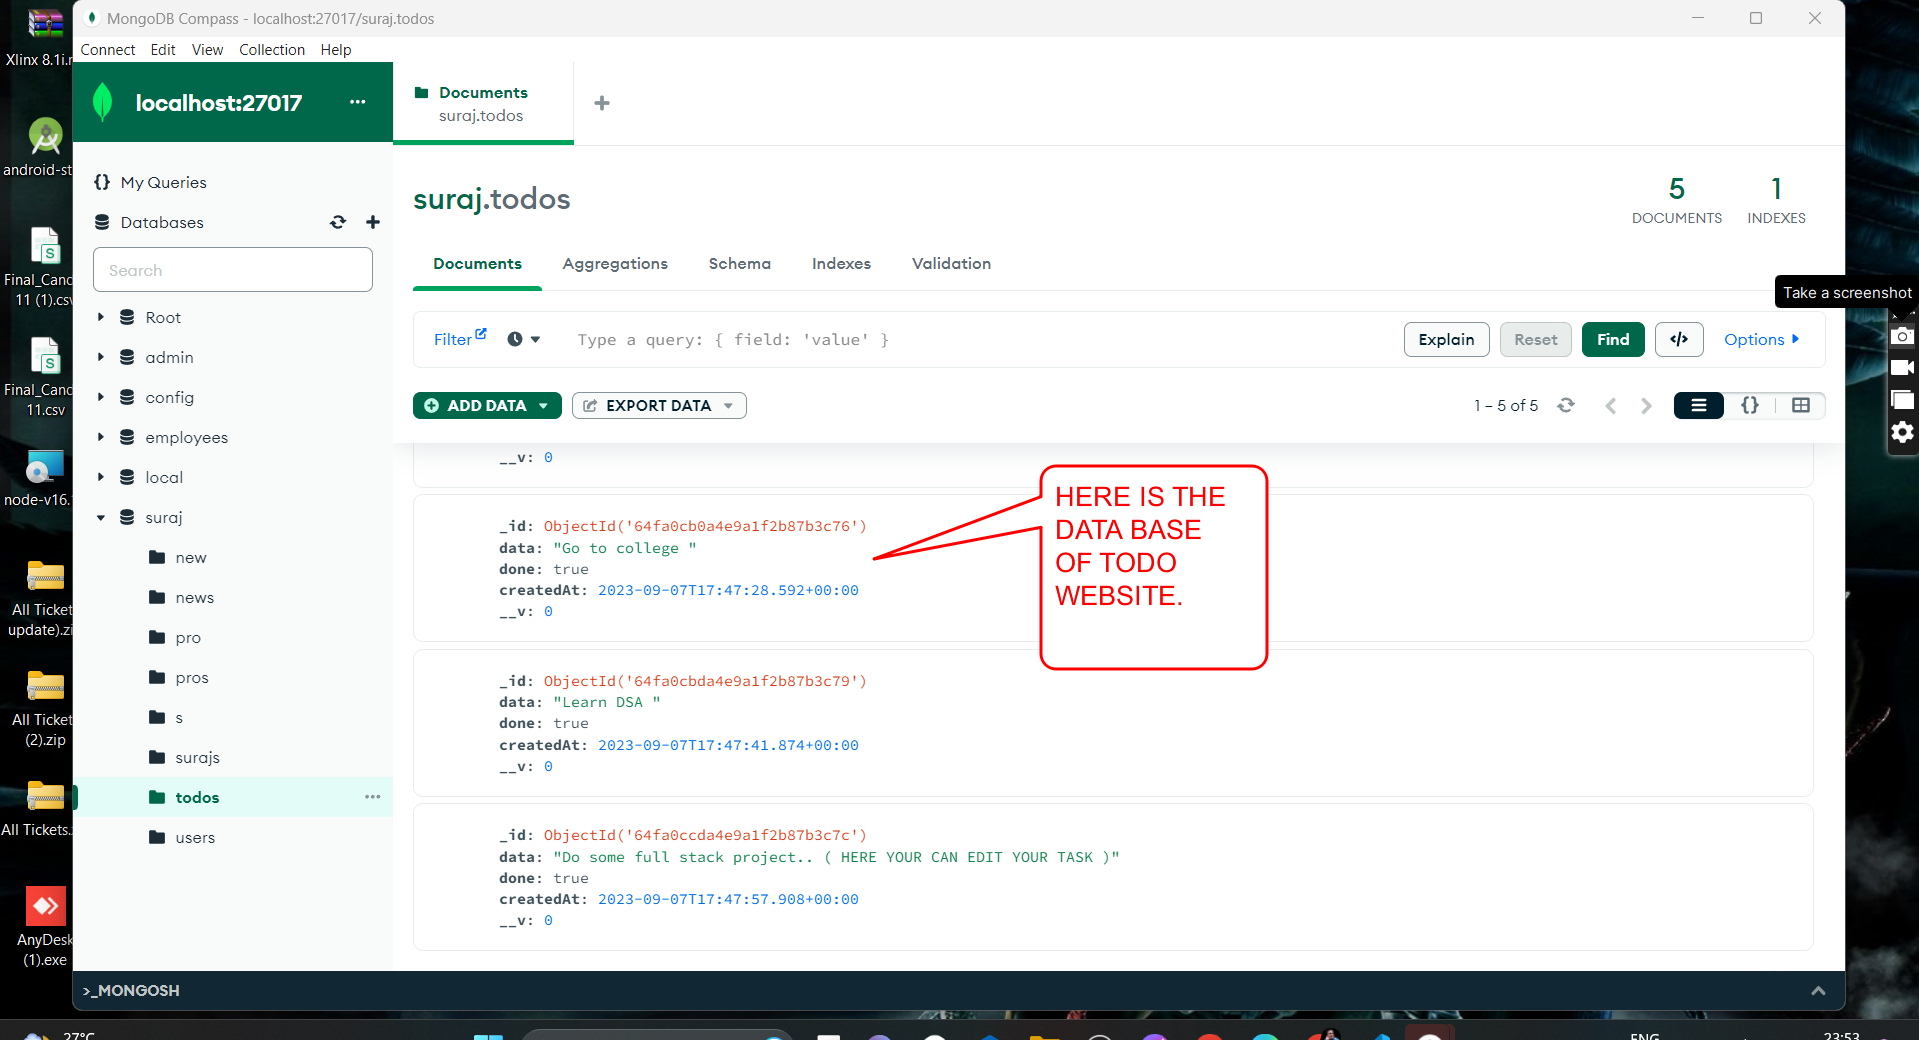 Xlinx 8.1i.r
android-st
Final_Canc
11 (1).csv
Final_Canc
11.csv
node-v16.
All Ticket
update).zi
All Ticket
(2).zip
All Tickets.
AnyDesk
(1).exe
MongoDB Compass - localhost:27017/suraj.todos
Connect Edit View Collection Help
localhost:27017 ...
My Queries
Databases
Search
Root
admin
config
employees
local
suraj
new
news
pro
pros
s
surajs
todos
users
Documents
suraj.todos
suraj.todos
5
DOCUMENTS
1
INDEXES
Documents Aggregations Schema Indexes Validation
Filter Type a query: { field: 'value' } Explain Reset Find </> Options
ADD DATA EXPORT DATA 1 – 5 of 5 {}
__v: 0
_id: ObjectId('64fa0cb0a4e9a1f2b87b3c76')
data: "Go to college "
done: true
createdAt: 2023-09-07T17:47:28.592+00:00
__v: 0
HERE IS THE
DATA BASE
OF TODO
WEBSITE.
_id: ObjectId('64fa0cbda4e9a1f2b87b3c79')
data: "Learn DSA "
done: true
createdAt: 2023-09-07T17:47:41.874+00:00
__v: 0
_id: ObjectId('64fa0ccda4e9a1f2b87b3c7c')
data: "Do some full stack project.. ( HERE YOUR CAN EDIT YOUR TASK )"
done: true
createdAt: 2023-09-07T17:47:57.908+00:00
__v: 0
>_MONGOSH
Take a screenshot
27°C
ENG
23:53